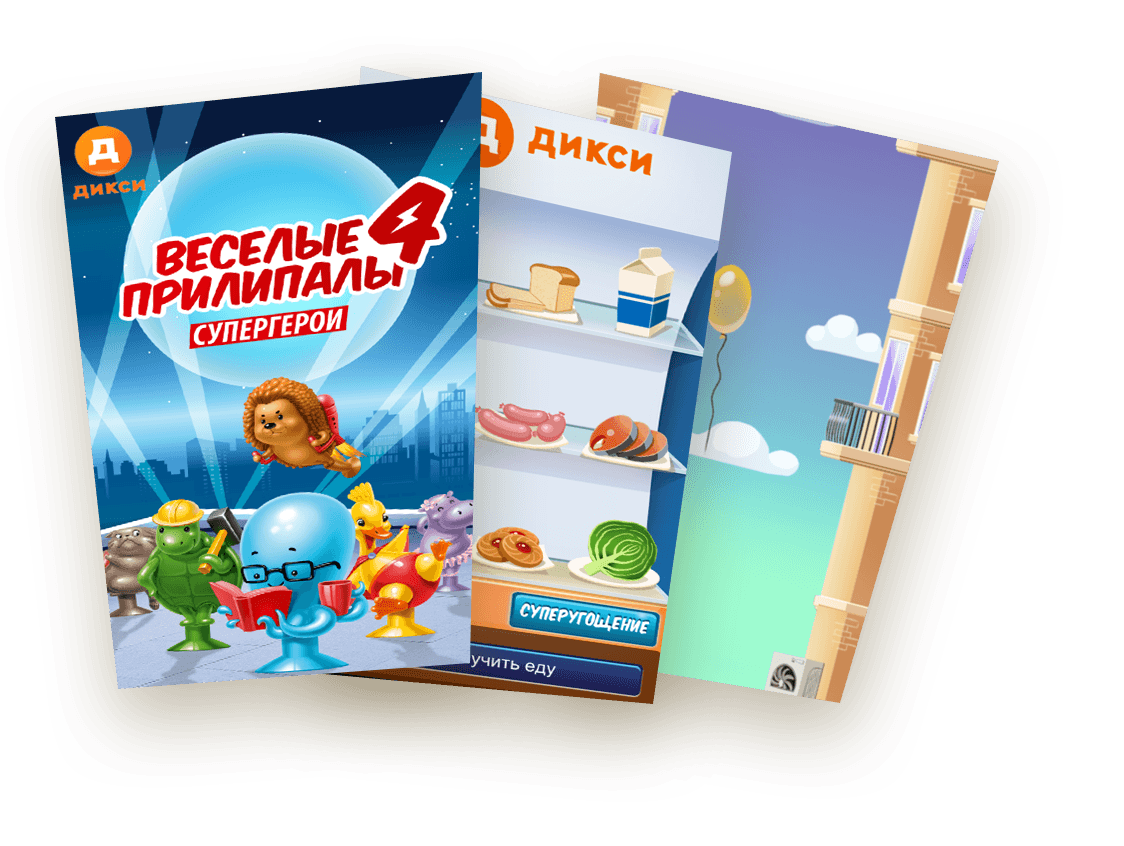 Д
ДИКСИ
ВЕСЕЛЫЕ 4
ПРИЛИПАЛЫ
СУПЕРГЕРОИ
Д ДИКСИ
СУПЕРУГОЩЕНИЕ
учить еду